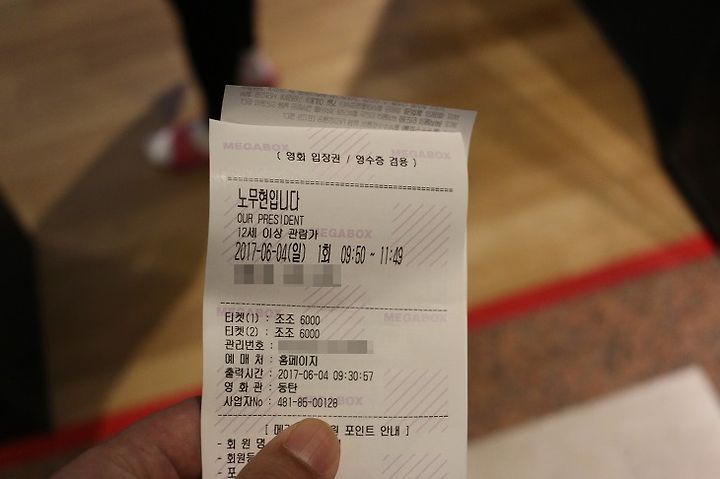 MEGABOX
MEGABOX
( 영화 입장권 / 영수증 겸용 )
노무현입니다
OUR PRESIDENT
12세 이상 관람가
MEGABOX
2017-06-04(일) 1회 09:50 ~ 11:49
MEGABOX
MEGABOX
티켓(1) : 조조 6000
티켓(2) : 조조 6000
관리번호 :
예 매 처 : 홈페이지
출력시간 : 2017-06-04 09:30:57
영 화 관 : 동탄
사업자No : 481-85-00128
MEGABOX
[ 메 포인트 안내 ]
- 회 원 명
- 회원
- 포